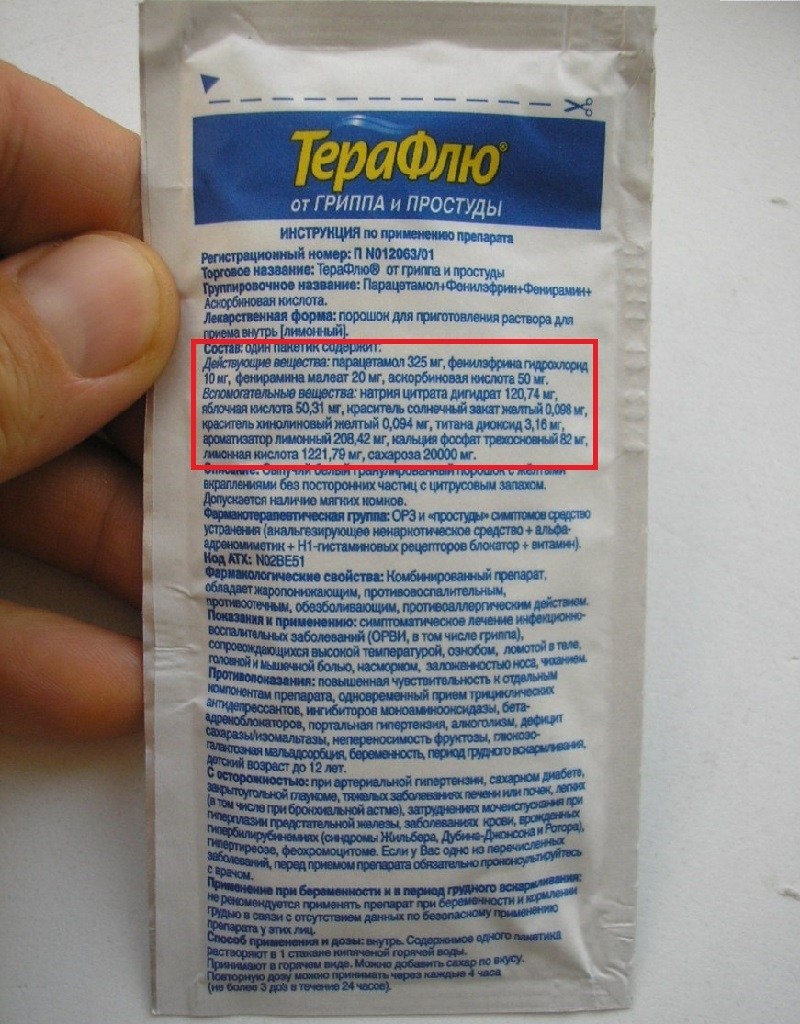 ТераФлю®
от ГРИППА и ПРОСТУДЫ
ИНСТРУКЦИЯ по применению препарата
Регистрационный номер: П N012063/01
Торговое название: ТераФлю® от гриппа и простуды
Группировочное название: Парацетамол+Фенилэфрин+Фенирамин+
Аскорбиновая кислота.
Лекарственная форма: порошок для приготовления раствора для
приема внутрь [лимонный].
Состав: один пакетик содержит:
Действующие вещества: парацетамол 325 мг, фенилэфрина гидрохлорид
10 мг, фенирамина малеат 20 мг, аскорбиновая кислота 50 мг.
Вспомогательные вещества: натрия цитрата дигидрат 120,74 мг,
яблочная кислота 50,31 мг, краситель солнечный закат желтый 0,098 мг,
краситель хинолиновый желтый 0,094 мг, титана диоксид 3,16 мг,
ароматизатор лимонный 208,42 мг, кальция фосфат трехосновный 82 мг,
лимонная кислота 1221,79 мг, сахароза 20000 мг.
Описание: Сыпучий белый гранулированный порошок с желтыми
вкраплениями без посторонних частиц с цитрусовым запахом.
Допускается наличие мягких комков.
Фармакотерапевтическая группа: ОРЗ и «простуды» симптомов средство
устранения (анальгезирующее ненаркотическое средство + альфа-
адреномиметик + Н1-гистаминовых рецепторов блокатор + витамин).
Код АТХ: N02BE51
Фармакологические свойства: Комбинированный препарат,
обладает жаропонижающим, противовоспалительным,
противоотечным, обезболивающим, противоаллергическим действием.
Показания к применению: симптоматическое лечение инфекционно-
воспалительных заболеваний (ОРВИ, в том числе гриппа),
сопровождающихся высокой температурой, ознобом, ломотой в теле,
головной и мышечной болью, насморком, заложенностью носа, чиханием.
Противопоказания: повышенная чувствительность к отдельным
компонентам препарата, одновременный прием трициклических
антидепрессантов, ингибиторов моноаминооксидазы, бета-
адреноблокаторов, портальная гипертензия, алкоголизм, дефицит
сахаразы/изомальтазы, непереносимость фруктозы, глюкозо-
галактозная мальадсорбция, беременность, период грудного вскармливания,
детский возраст до 12 лет.
С осторожностью: при артериальной гипертензии, сахарном диабете,
закрытоугольной глаукоме, тяжелых заболеваниях печени или почек, легких
(в том числе при бронхиальной астме), затруднениях мочеиспускания при
гиперплазии предстательной железы, заболеваниях крови, врожденных
гипербилирубинемиях (синдромы Жильбера, Дубина-Джонсона и Ротора),
гипертиреозе, феохромоцитоме. Если у Вас одно из перечисленных
заболеваний, перед приемом препарата обязательно проконсультируйтесь
с врачом.
Применение при беременности и в период грудного вскармливания:
не рекомендуется применять препарат при беременности и кормлении
грудью в связи с отсутствием данных по безопасному применению
препарата у этих лиц.
Способ применения и дозы: внутрь. Содержимое одного пакетика
растворяют в 1 стакане кипяченой горячей воды.
Принимают в горячем виде. Можно добавить сахар по вкусу.
Повторную дозу можно принимать через каждые 4 часа
(не более 3 доз в течение 24 часов).